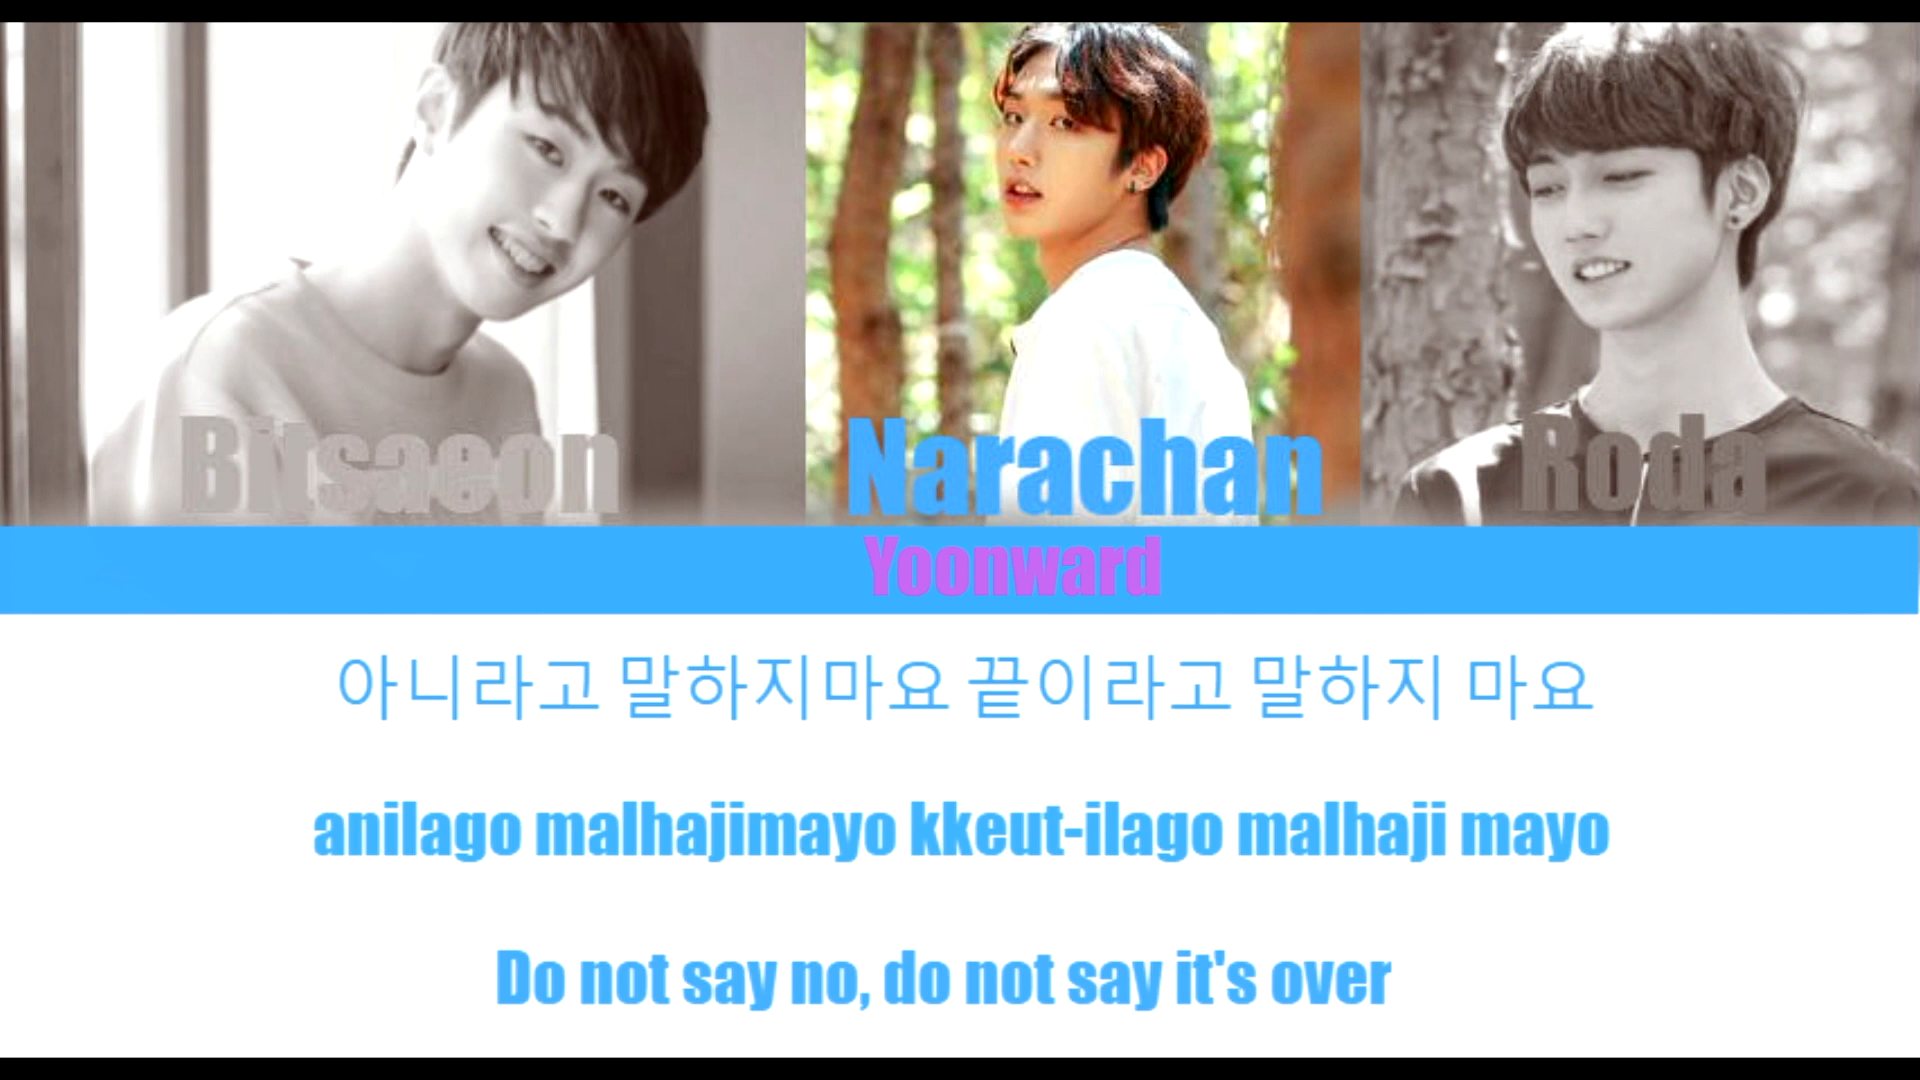 Bitsaeon Narachan Roda
Yoonward
아니라고 말하지마요 끝이라고 말하지 마요
anilago malhajimayo kkeut-ilago malhaji mayo
Do not say no, do not say it's over